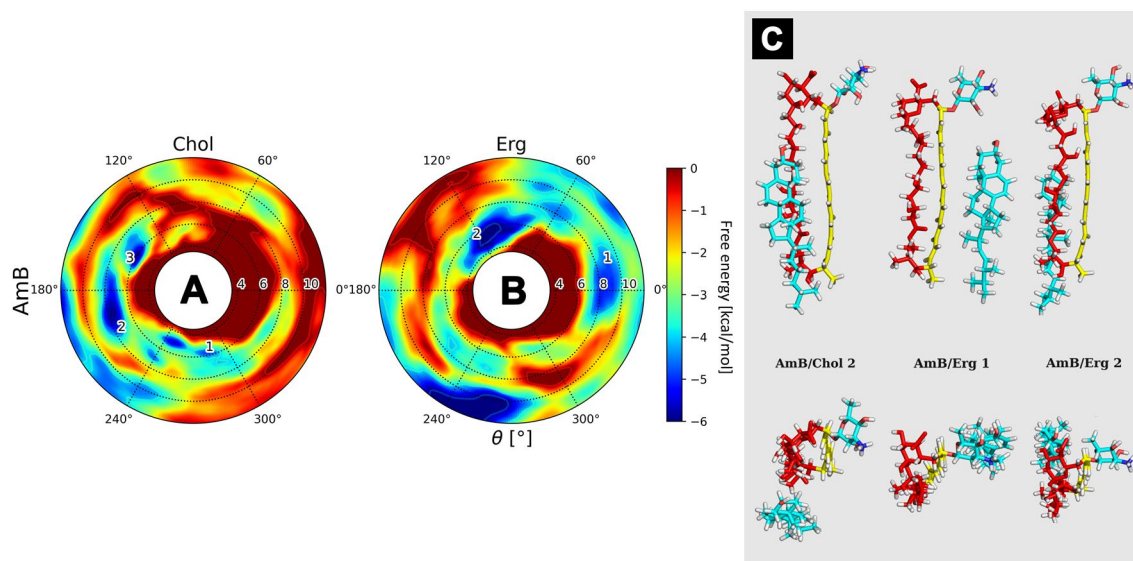 Chol
120°
60°
AmB
180°
0°
240°
300°
A
4
6
8
10
1
2
3
Erg
120°
60°
0°
240°
300°
θ [°]
B
4
6
8
10
1
2
0
−1
−2
−3
−4
−5
−6
Free energy [kcal/mol]
C
AmB/Chol 2
AmB/Erg 1
AmB/Erg 2